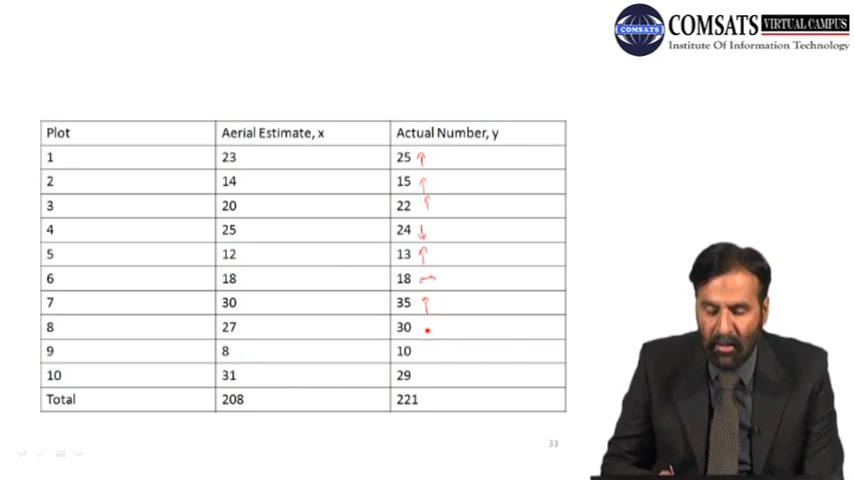 COMSATS
COMSATS VIRTUAL CAMPUS
Institute Of Information Technology
Plot Aerial Estimate, x Actual Number, y
1 23 25
2 14 15
3 20 22
4 25 24
5 12 13
6 18 18
7 30 35
8 27 30
9 8 10
10 31 29
Total 208 221
33